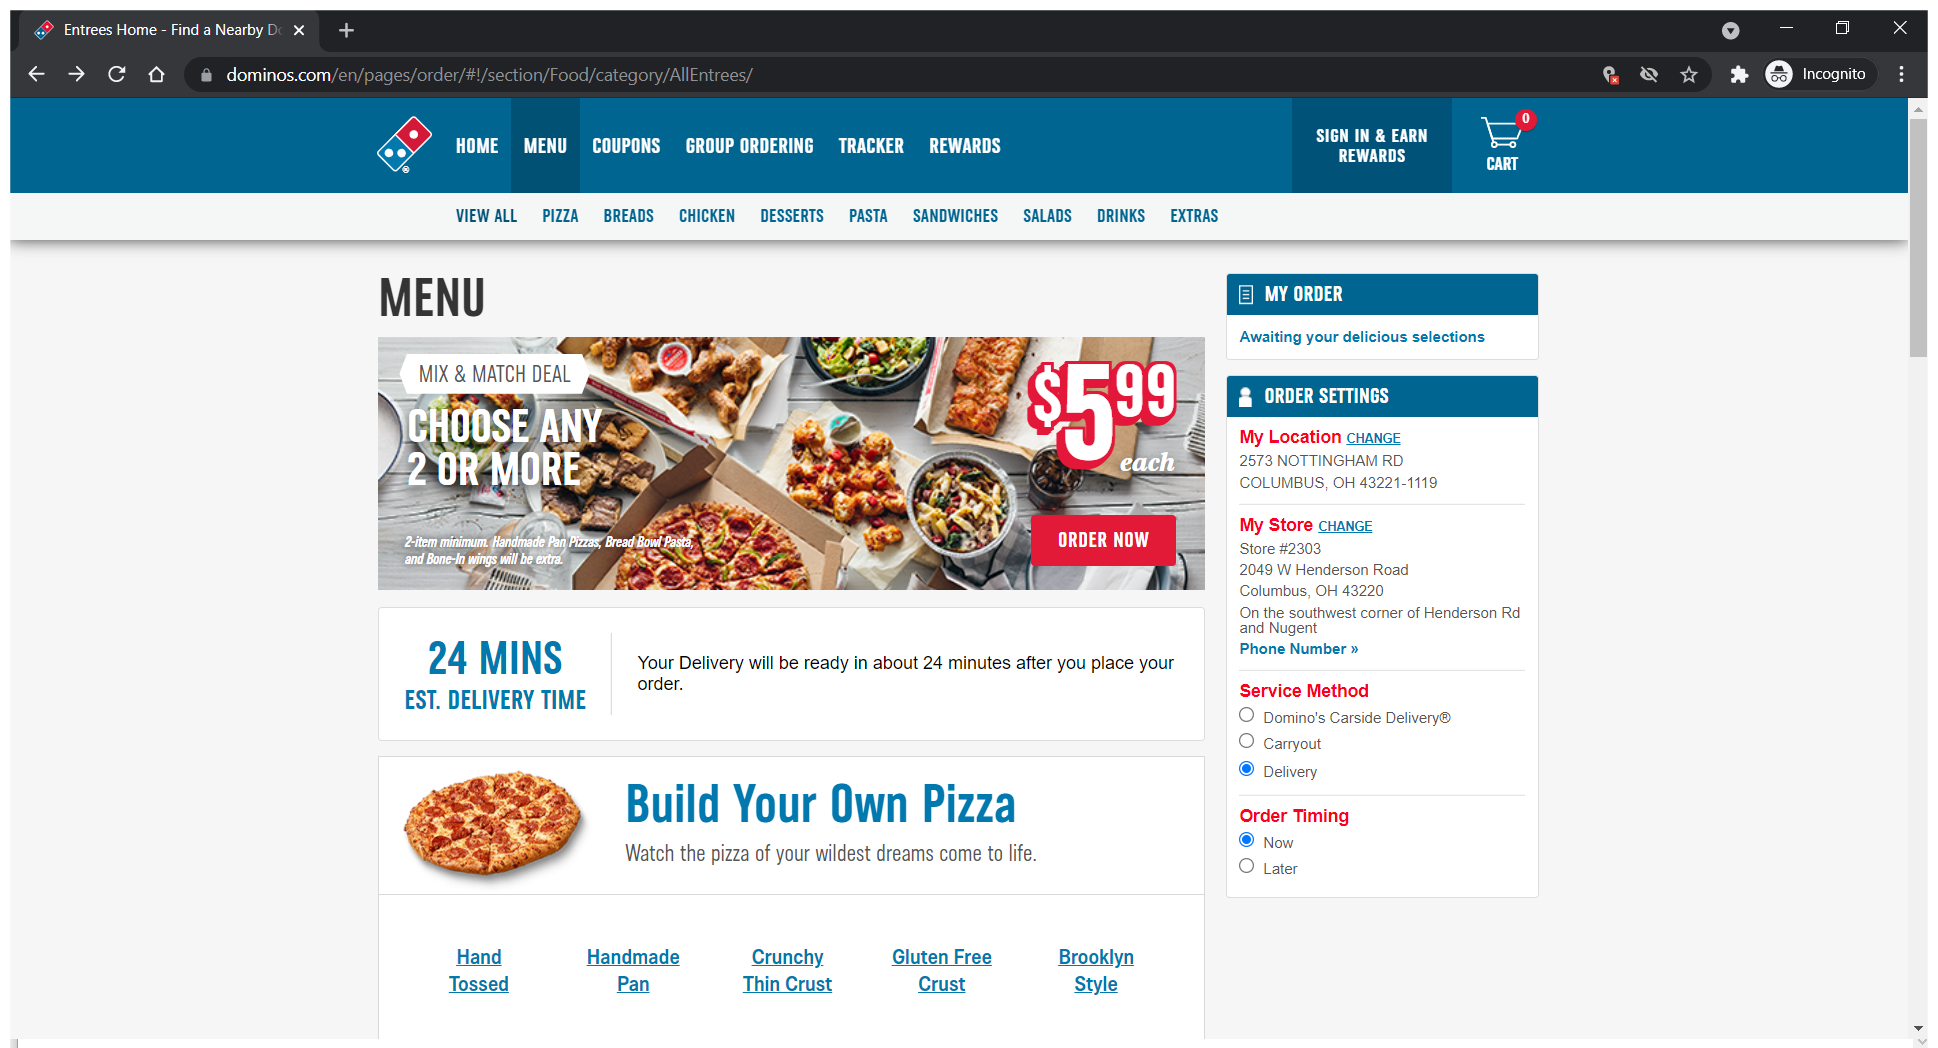 Entrees Home - Find a Nearby Do
dominos.com/en/pages/order/#!/section/Food/category/AllEntrees/
Incognito
HOME MENU COUPONS GROUP ORDERING TRACKER REWARDS
SIGN IN & EARN
REWARDS
0
CART
VIEW ALL PIZZA BREADS CHICKEN DESSERTS PASTA SANDWICHES SALADS DRINKS EXTRAS
MENU
MIX & MATCH DEAL
CHOOSE ANY
2 OR MORE
$5.99
each
2-item minimum. Handmade Pan Pizzas, Bread Bowl Pasta,
and Bone-In wings will be extra.
ORDER NOW
24 MINS
EST. DELIVERY TIME
Your Delivery will be ready in about 24 minutes after you place your
order.
Build Your Own Pizza
Watch the pizza of your wildest dreams come to life.
Hand
Tossed
Handmade
Pan
Crunchy
Thin Crust
Gluten Free
Crust
Brooklyn
Style
MY ORDER
Awaiting your delicious selections
ORDER SETTINGS
My Location CHANGE
2573 NOTTINGHAM RD
COLUMBUS, OH 43221-1119
My Store CHANGE
Store #2303
2049 W Henderson Road
Columbus, OH 43220
On the southwest corner of Henderson Rd
and Nugent
Phone Number »
Service Method
Domino's Carside Delivery®
Carryout
Delivery
Order Timing
Now
Later